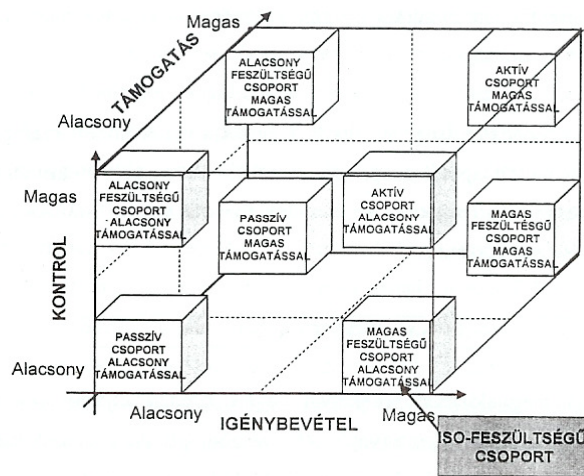 Magas
TÁMOGATÁS
Alacsony
ALACSONY
FESZÜLTSÉGŰ
CSOPORT
MAGAS
TÁMOGATÁSSAL
AKTÍV
CSOPORT
MAGAS
TÁMOGATÁSSAL
Magas
ALACSONY
FESZÜLTSÉGŰ
CSOPORT
ALACSONY
TÁMOGATÁSSAL
PASSZÍV
CSOPORT
MAGAS
TÁMOGATÁSSAL
AKTÍV
CSOPORT
ALACSONY
TÁMOGATÁSSAL
MAGAS
FESZÜLTÉSGŰ
CSOPORT
MAGAS
TÁMOGATÁSSAL
KONTROL
PASSZÍV
CSOPORT
ALACSONY
TÁMOGATÁSSAL
MAGAS
FESZÜLTSÉGŰ
CSOPORT
ALACSONY
TÁMOGATÁSSAL
Alacsony
Alacsony
IGÉNYBEVÉTEL
Magas
ISO-FESZÜLTSÉGŰ
CSOPORT